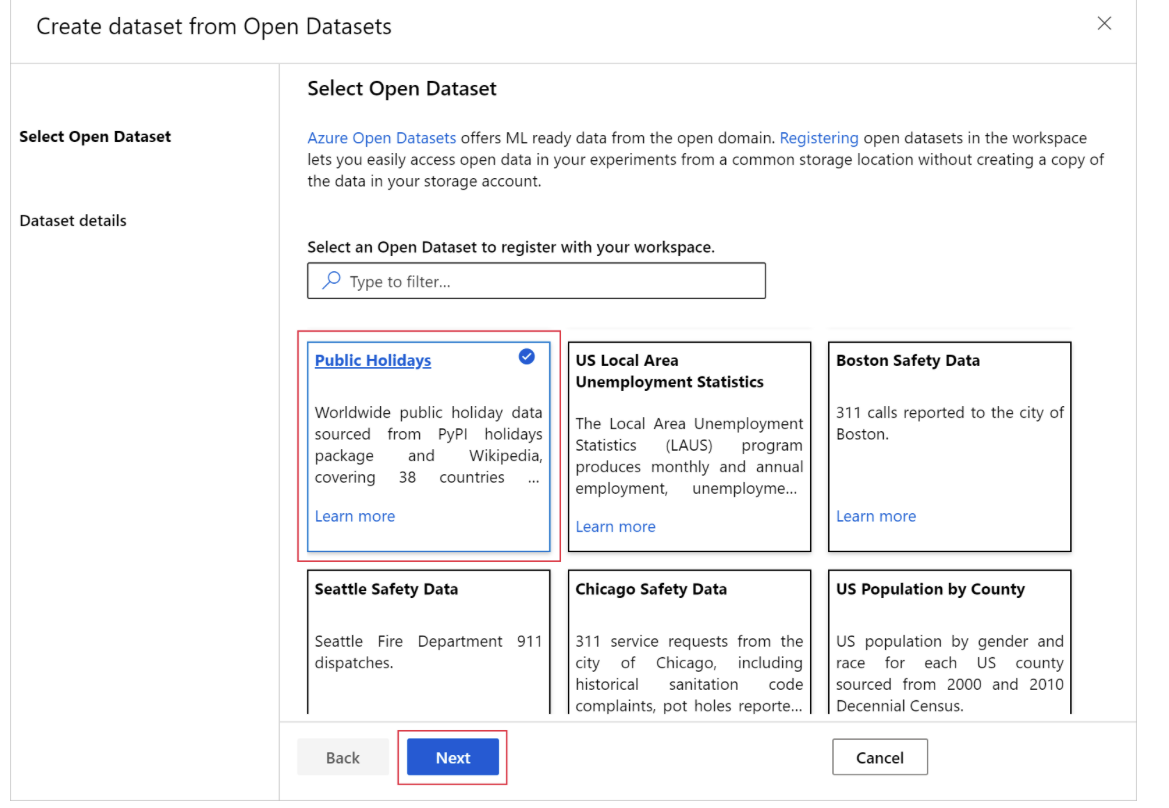 Create dataset from Open Datasets
Select Open Dataset
Dataset details
Select Open Dataset
Azure Open Datasets offers ML ready data from the open domain. Registering open datasets in the workspace
lets you easily access open data in your experiments from a common storage location without creating a copy of
the data in your storage account.
Select an Open Dataset to register with your workspace.
Type to filter...
Public Holidays
Worldwide public holiday data
sourced from PyPI holidays
package and Wikipedia,
covering 38 countries ...
Learn more
US Local Area
Unemployment Statistics
The Local Area Unemployment
Statistics (LAUS) program
produces monthly and annual
employment, unemployme...
Learn more
Boston Safety Data
311 calls reported to the city of
Boston.
Learn more
Seattle Safety Data
Seattle Fire Department 911
dispatches.
Chicago Safety Data
311 service requests from the
city of Chicago, including
historical sanitation code
complaints, pot holes reporte...
US Population by County
US population by gender and
race for each US county
sourced from 2000 and 2010
Decennial Census.
Back
Next
Cancel